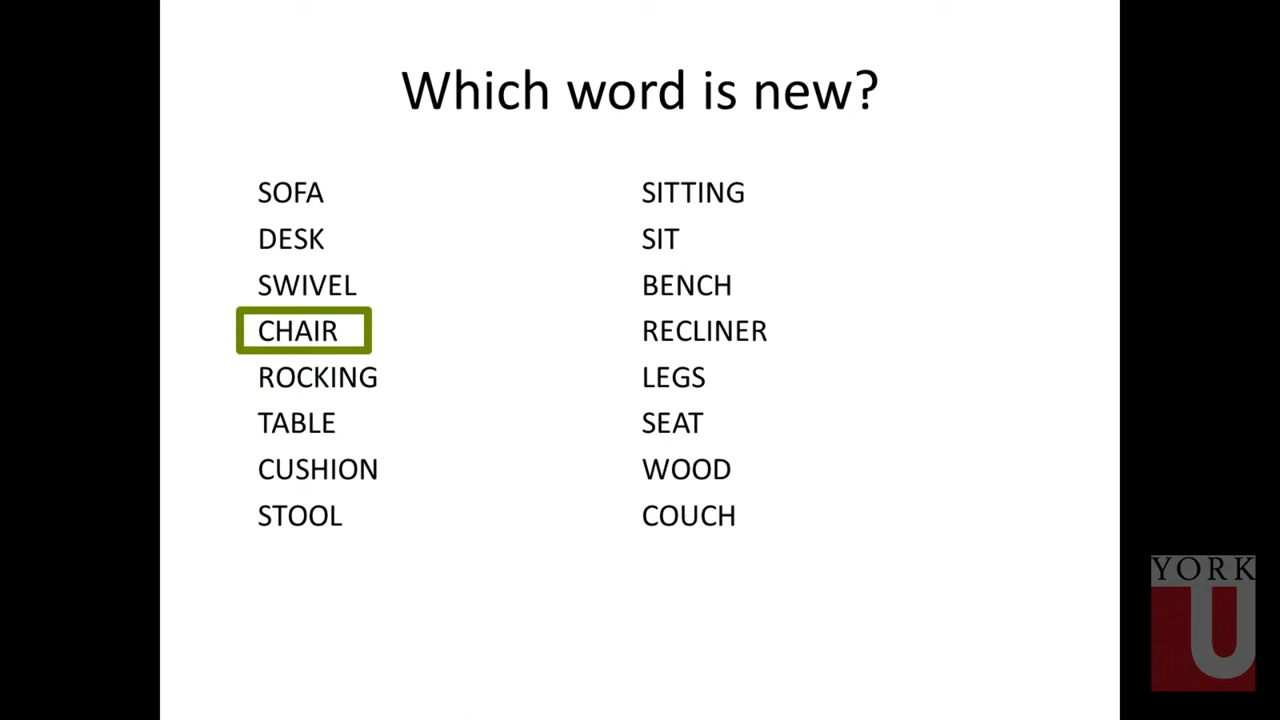 Which word is new?
SOFA
DESK
SWIVEL
CHAIR
ROCKING
TABLE
CUSHION
STOOL
SITTING
SIT
BENCH
RECLINER
LEGS
SEAT
WOOD
COUCH
YORK
U